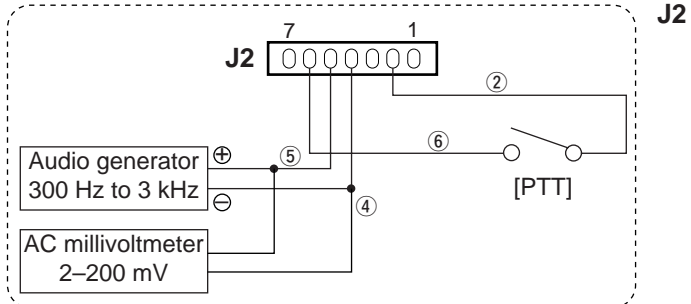 J2
7 1
J2
②
⑥
⑤
④
Audio generator
300 Hz to 3 kHz
⊕
⊖
[PTT]
AC millivoltmeter
2–200 mV